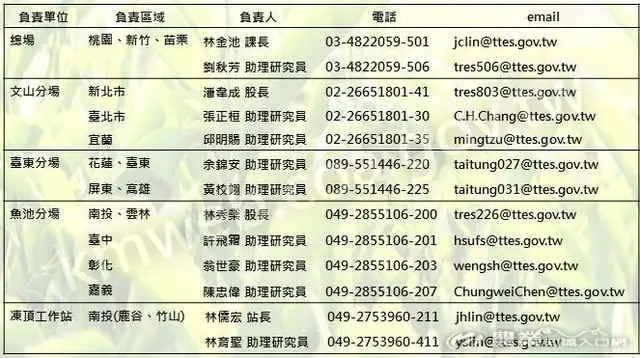 負責單位 負責區域 負責人 電話 email
總場 桃園、新竹、苗栗 林金池 課長 03-4822059-501 jclin@ttes.gov.tw
劉秋芳 助理研究員 03-4822059-506 tres506@ttes.gov.tw
文山分場 新北市 潘韋成 股長 02-26651801-41 tres803@ttes.gov.tw
臺北市 張正桓 助理研究員 02-26651801-30 C.H.Chang@ttes.gov.tw
宜蘭 邱明賜 助理研究員 02-26651801-35 mingtzu@ttes.gov.tw
臺東分場 花蓮、臺東 余錦安 助理研究員 089-551446-220 taitung027@ttes.gov.tw
屏東、高雄 黃校翊 助理研究員 089-551446-225 taitung031@ttes.gov.tw
魚池分場 南投、雲林 林秀櫐 股長 049-2855106-200 tres226@ttes.gov.tw
臺中 許飛霜 助理研究員 049-2855106-201 hsufs@ttes.gov.tw
彰化 翁世豪 助理研究員 049-2855106-203 wengsh@ttes.gov.tw
嘉義 陳忠偉 助理研究員 049-2855106-207 ChungweiChen@ttes.gov.tw
凍頂工作站 南投(鹿谷、竹山) 林儒宏 站長 049-2753960-211 jhlin@ttes.gov.tw
林育聖 助理研究員 049-2753960-411 yslin@ttes.gov.tw